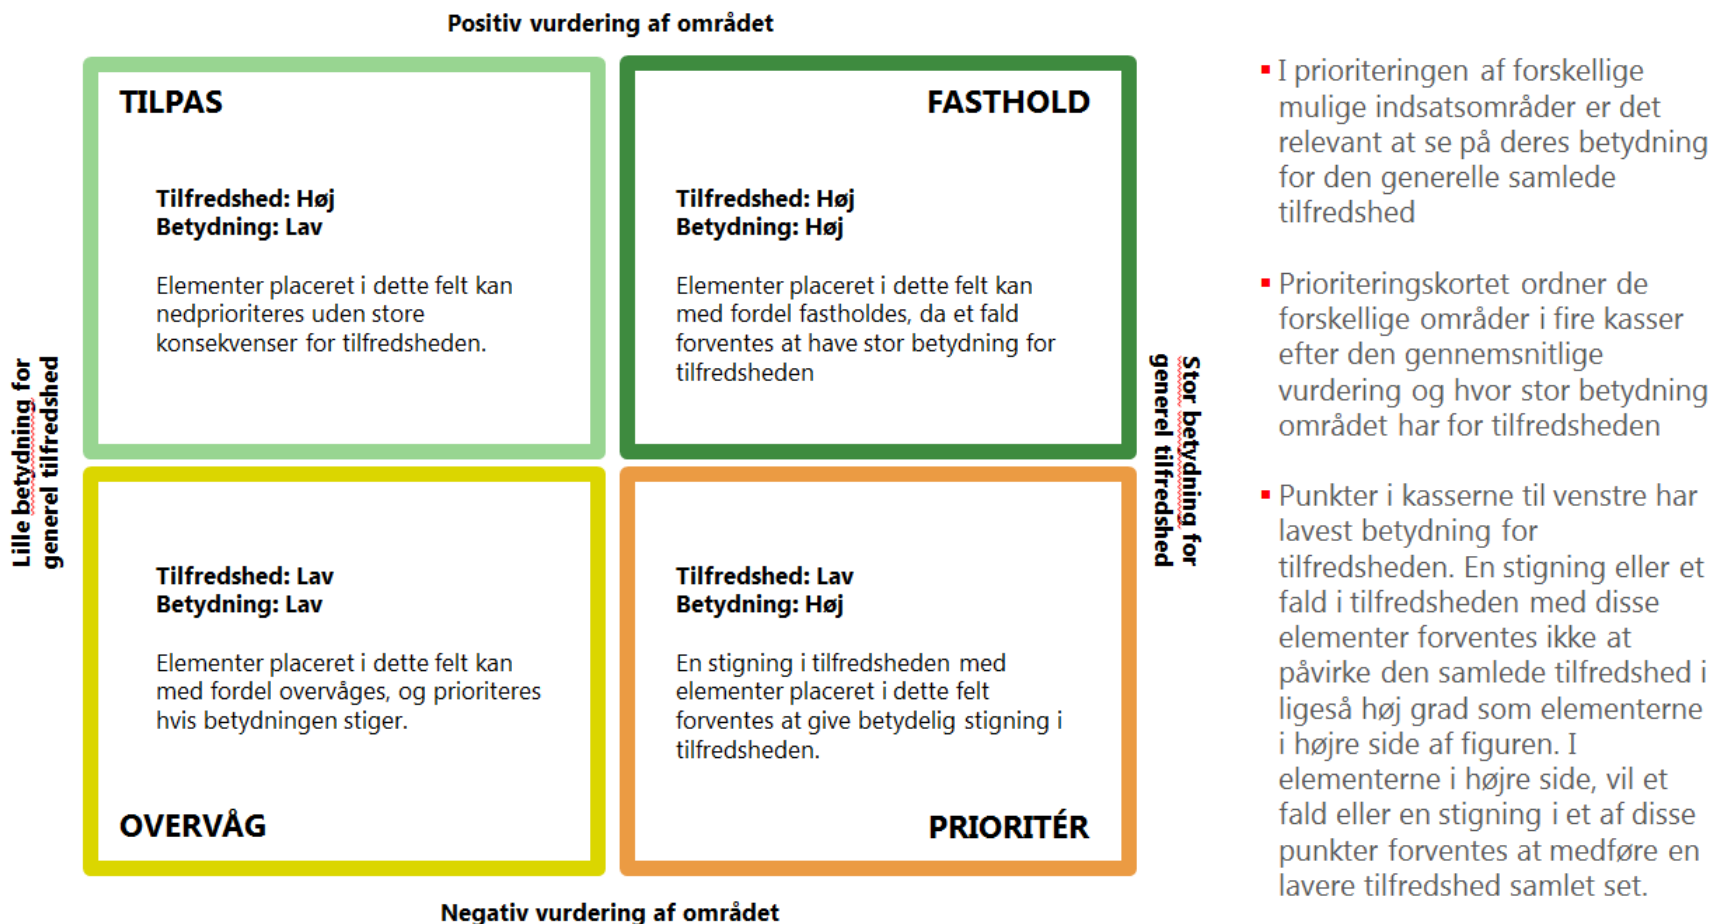 Positiv vurdering af området
TILPAS
Tilfredshed: Høj
Betydning: Lav
Elementer placeret i dette felt kan
nedprioriteres uden store
konsekvenser for tilfredsheden.
FASTHOLD
Tilfredshed: Høj
Betydning: Høj
Elementer placeret i dette felt kan
med fordel fastholdes, da et fald
forventes at have stor betydning for
tilfredsheden
Lille betydning for
generel tilfredshed
Stor betydning for
generel tilfredshed
Tilfredshed: Lav
Betydning: Lav
Elementer placeret i dette felt kan
med fordel overvåges, og prioriteres
hvis betydningen stiger.
OVERVÅG
Tilfredshed: Lav
Betydning: Høj
En stigning i tilfredsheden med
elementer placeret i dette felt
forventes at give betydelig stigning i
tilfredsheden.
PRIORITÉR
Negativ vurdering af området
▪ I prioriteringen af forskellige
mulige indsatsområder er det
relevant at se på deres betydning
for den generelle samlede
tilfredshed
▪ Prioriteringskortet ordner de
forskellige områder i fire kasser
efter den gennemsnitlige
vurdering og hvor stor betydning
området har for tilfredsheden
▪ Punkter i kasserne til venstre har
lavest betydning for
tilfredsheden. En stigning eller et
fald i tilfredsheden med disse
elementer forventes ikke at
påvirke den samlede tilfredshed i
ligeså høj grad som elementerne
i højre side af figuren. I
elementerne i højre side, vil et
fald eller en stigning i et af disse
punkter forventes at medføre en
lavere tilfredshed samlet set.